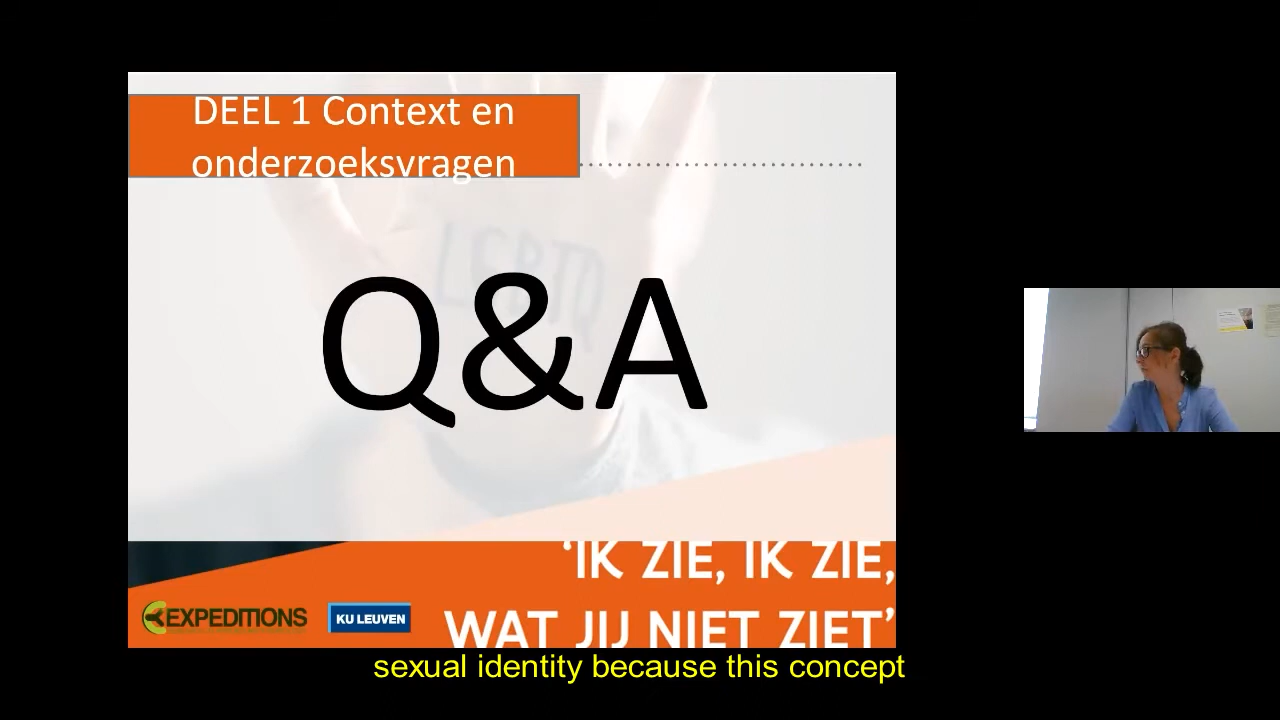 DEEL 1 Context en
onderzoeksvragen
LGBTQ
Q&A
‘IK ZIE, IK ZIE,
WAT JIJ NIET ZIET’
EXPEDITIONS
KU LEUVEN
sexual identity because this concept